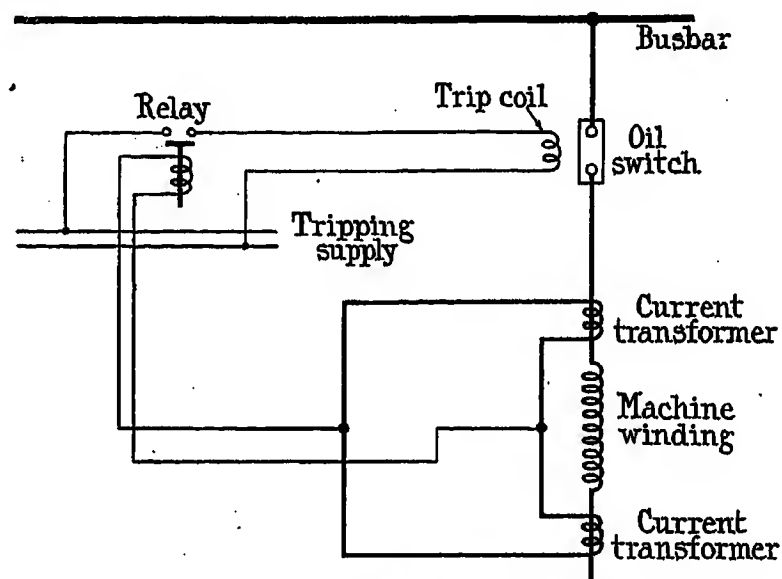 Busbar
Relay
Trip coil
Oil
switch
Tripping
supply
Current
transformer
Machine
winding
Current
transformer